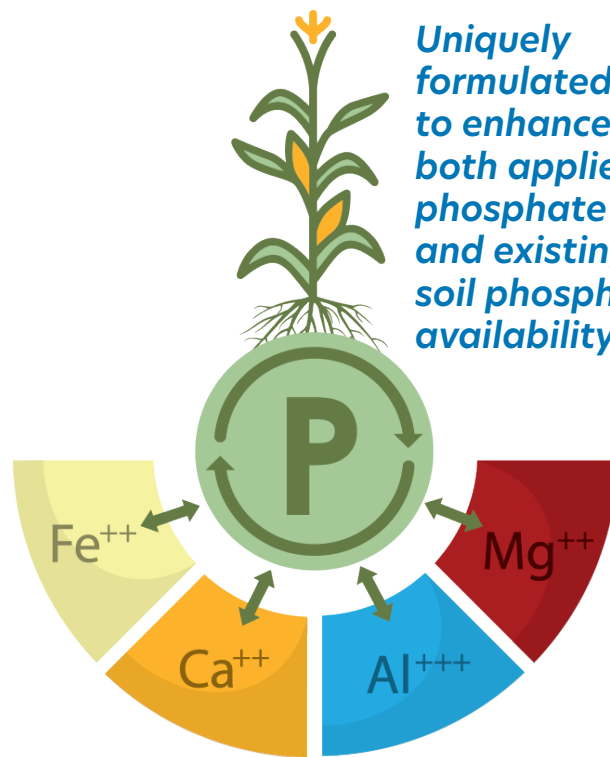 Uniquely
formulated
to enhance
both applie
phosphate
and existin
soil phosph
availability
P
Fe++
Mg++
Ca++
Al+++